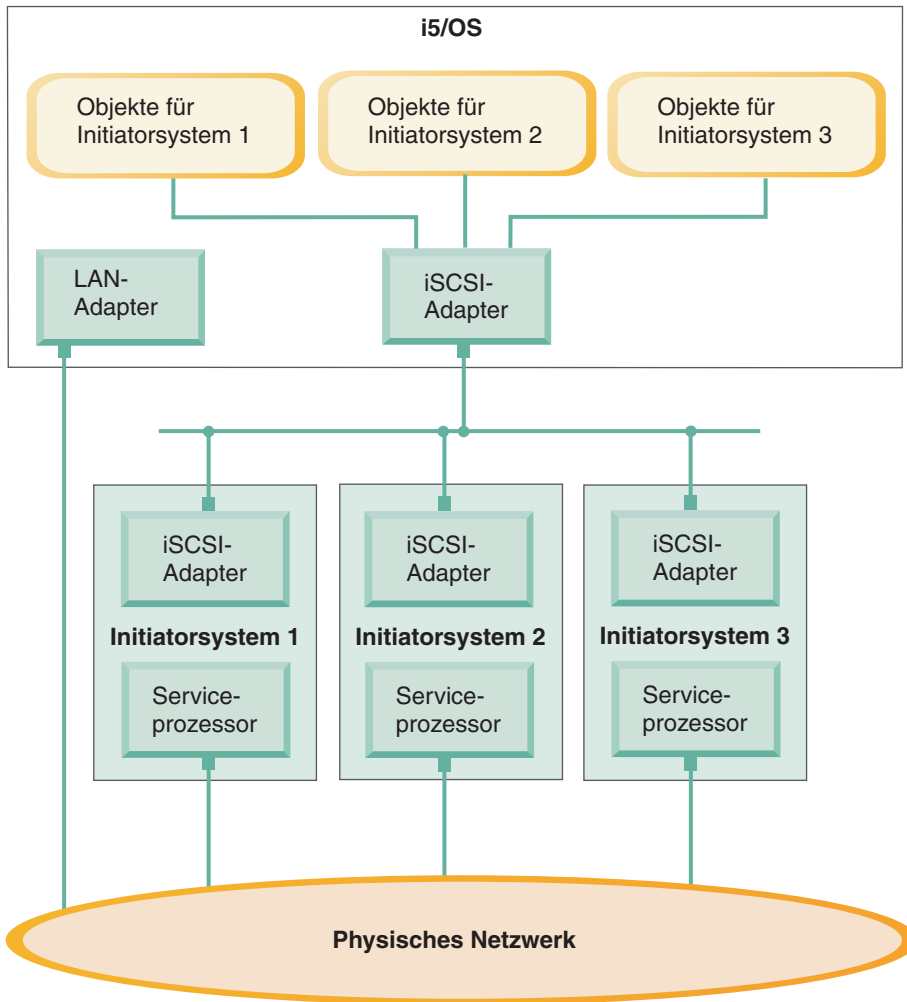 i5/OS
Objekte für
Initiatorsystem 1
Objekte für
Initiatorsystem 2
Objekte für
Initiatorsystem 3
LAN-
Adapter
iSCSI-
Adapter
iSCSI-
Adapter
Initiatorsystem 1
Service-
prozessor
iSCSI-
Adapter
Initiatorsystem 2
Service-
prozessor
iSCSI-
Adapter
Initiatorsystem 3
Service-
prozessor
Physisches Netzwerk